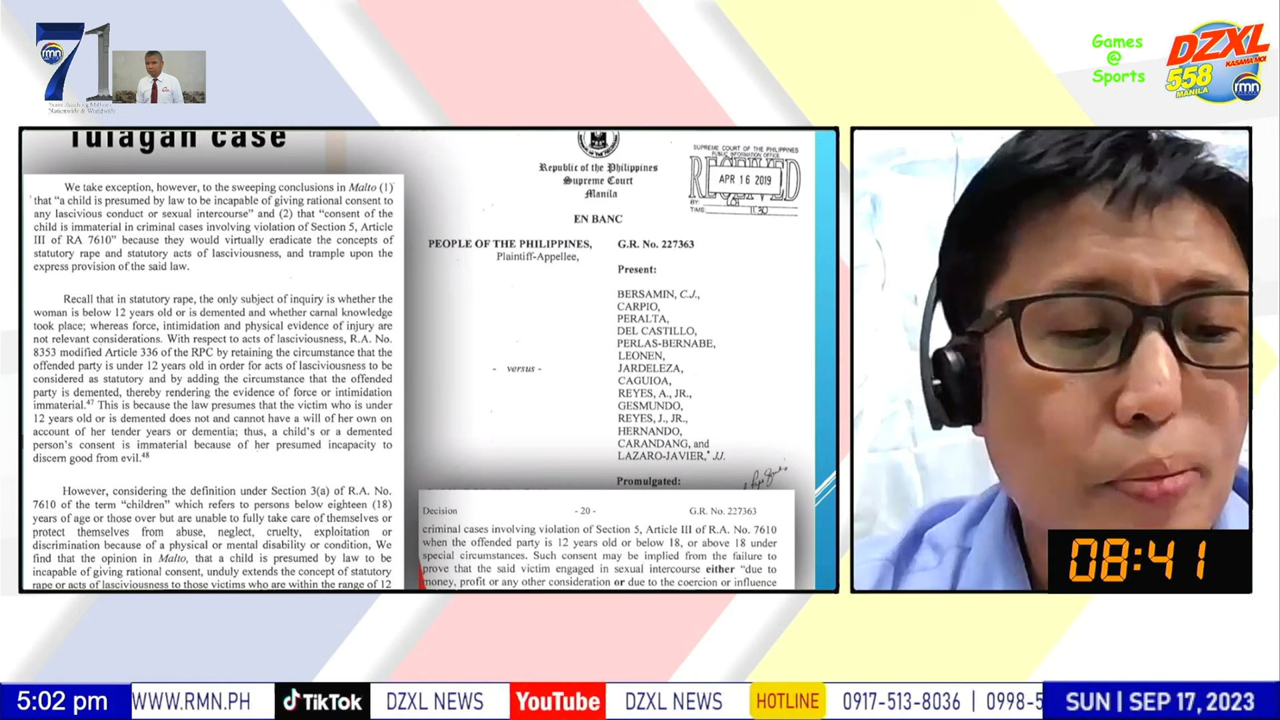 71
rmn
Nationwide & Worldwide
Games
@
Sports
DZXL
KASAMA MO!
558
MANILA
rmn
Tulagan case
We take exception, however, to the sweeping conclusions in Malto (1)
that “a child is presumed by law to be incapable of giving rational consent to
any lascivious conduct or sexual intercourse” and (2) that “consent of the
child is immaterial in criminal cases involving violation of Section 5, Article
III of RA 7610” because they would virtually eradicate the concepts of
statutory rape and statutory acts of lasciviousness, and trample upon the
express provision of the said law.
Recall that in statutory rape, the only subject of inquiry is whether the
woman is below 12 years old or is demented and whether carnal knowledge
took place; whereas force, intimidation and physical evidence of injury are
not relevant considerations. With respect to acts of lasciviousness, R.A. No.
8353 modified Article 336 of the RPC by retaining the circumstance that the
offended party is under 12 years old in order for acts of lasciviousness to be
considered as statutory and by adding the circumstance that the offended
party is demented, thereby rendering the evidence of force or intimidation
immaterial.47 This is because the law presumes that the victim who is under
12 years old or is demented does not and cannot have a will of her own on
account of her tender years or dementia; thus, a child's or a demented
person's consent is immaterial because of her presumed incapacity to
discern good from evil.48
However, considering the definition under Section 3(a) of R.A. No.
7610 of the term “children” which refers to persons below eighteen (18)
years of age or those over but are unable to fully take care of themselves or
protect themselves from abuse, neglect, cruelty, exploitation or
discrimination because of a physical or mental disability or condition, We
find that the opinion in Malto, that a child is presumed by law to be
incapable of giving rational consent, unduly extends the concept of statutory
rape or acts of lasciviousness to those victims who are within the range of 12
Republic of the Philippines
Supreme Court
Manila
SUPREME COURT OF THE PHILIPPINES
PUBLIC INFORMATION OFFICE
RECEIVED
APR 16 2019
BY:
TIME: 11:30
EN BANC
PEOPLE OF THE PHILIPPINES,
Plaintiff-Appellee,
- versus -
G.R. No. 227363
Present:
BERSAMIN, C.J.,
CARPIO,
PERALTA,
DEL CASTILLO,
PERLAS-BERNABE,
LEONEN,
JARDELEZA,
CAGUIOA,
REYES, A., JR.,
GESMUNDO,
REYES, J., JR.,
HERNANDO,
CARANDANG, and
LAZARO-JAVIER,* JJ.
Promulgated:
Decision - 20 - G.R. No. 227363
criminal cases involving violation of Section 5, Article III of R.A. No. 7610
when the offended party is 12 years old or below 18, or above 18 under
special circumstances. Such consent may be implied from the failure to
prove that the said victim engaged in sexual intercourse either “due to
money, profit or any other consideration or due to the coercion or influence
08:41
5:02 pm WWW.RMN.PH TikTok DZXL NEWS YouTube DZXL NEWS HOTLINE 0917-513-8036 | 0998-5 SUN | SEP 17, 2023